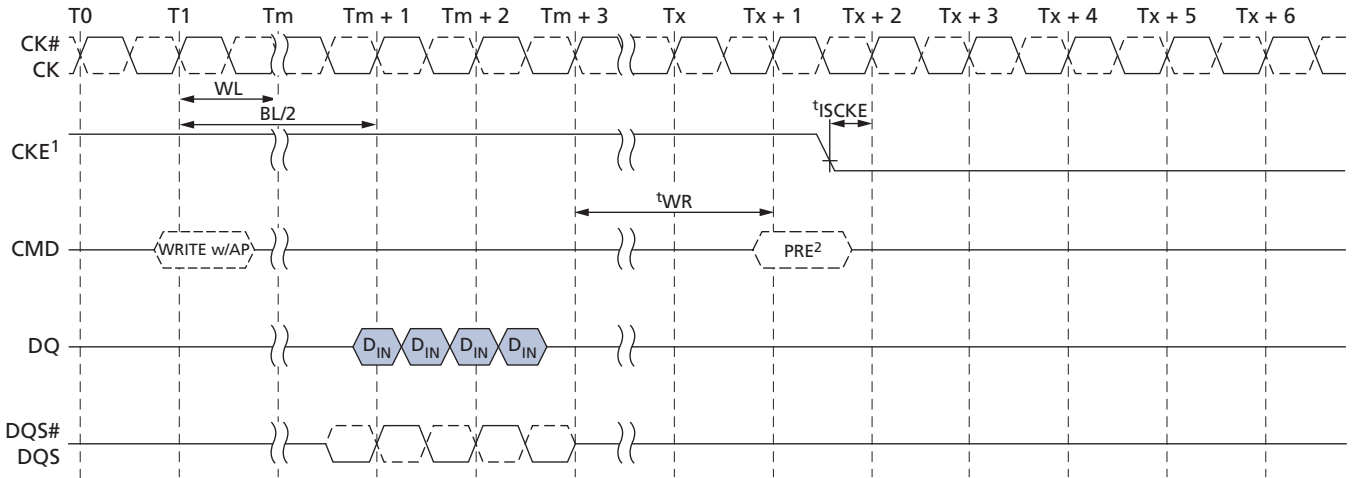 T0 T1 Tm Tm + 1 Tm + 2 Tm + 3 Tx Tx + 1 Tx + 2 Tx + 3 Tx + 4 Tx + 5 Tx + 6
CK#
CK
WL
BL/2
tISCKE
CKE1
tWR
CMD WRITE w/AP PRE2
DQ DIN DIN DIN DIN
DQS#
DQS